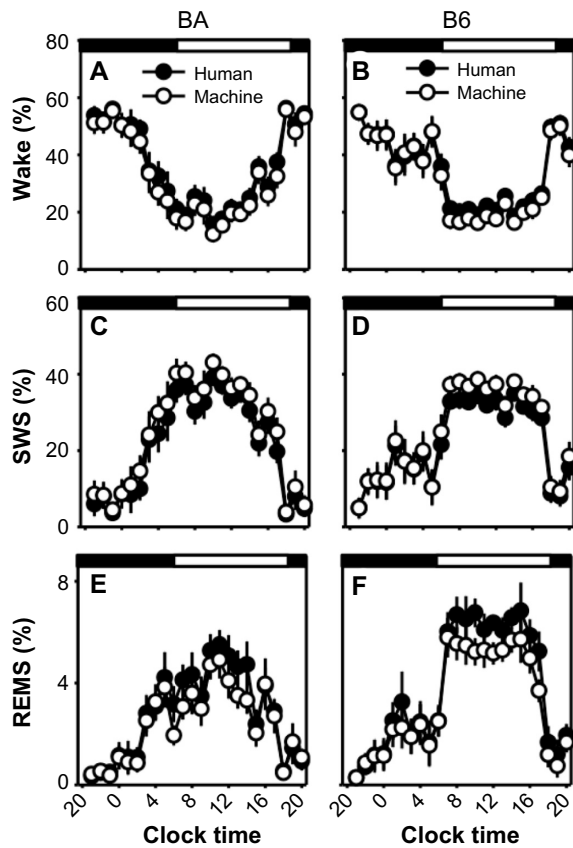 BA B6
80 A Human Machine B Human Machine
60
40
20
0
Wake (%)
60 C D
40
20
0
SWS (%)
8 E F
4
0
REMS (%)
20 0 4 8 12 16 20 20 0 4 8 12 16 20
Clock time Clock time